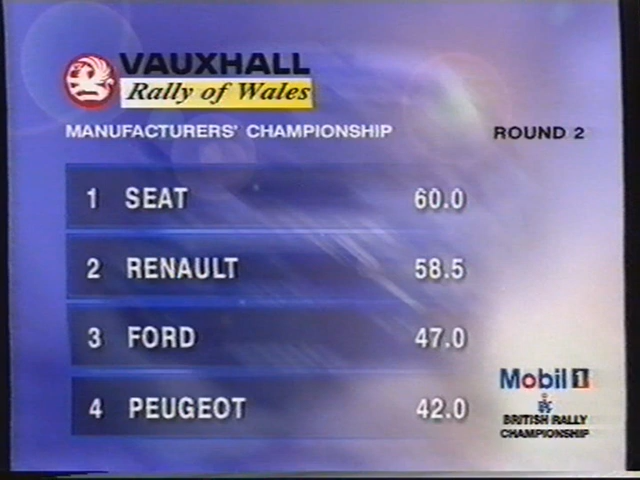 VAUXHALL
Rally of Wales
MANUFACTURERS' CHAMPIONSHIP ROUND 2
1 SEAT 60.0
2 RENAULT 58.5
3 FORD 47.0
4 PEUGEOT 42.0
Mobil 1
BRITISH RALLY
CHAMPIONSHIP